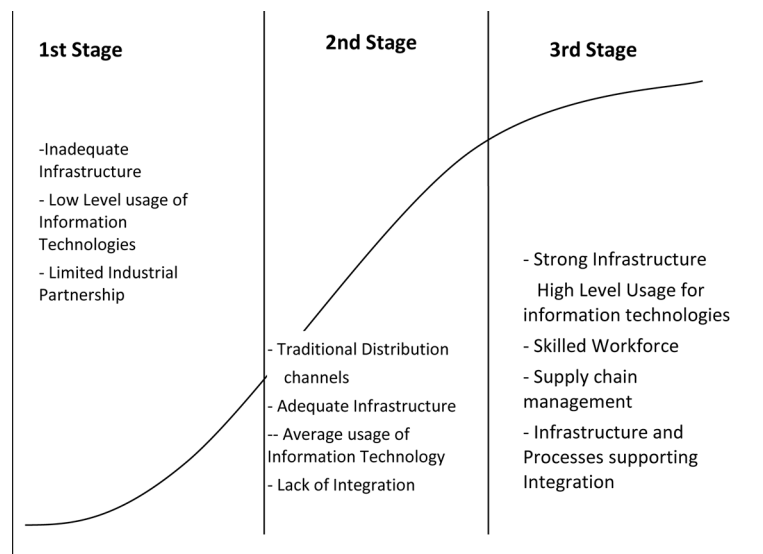 1st Stage
-Inadequate
Infrastructure
- Low Level usage of
Information
Technologies
- Limited Industrial
Partnership
2nd Stage
- Traditional Distribution
channels
- Adequate Infrastructure
-- Average usage of
Information Technology
- Lack of Integration
3rd Stage
- Strong Infrastructure
High Level Usage for
information technologies
- Skilled Workforce
- Supply chain
management
- Infrastructure and
Processes supporting
Integration